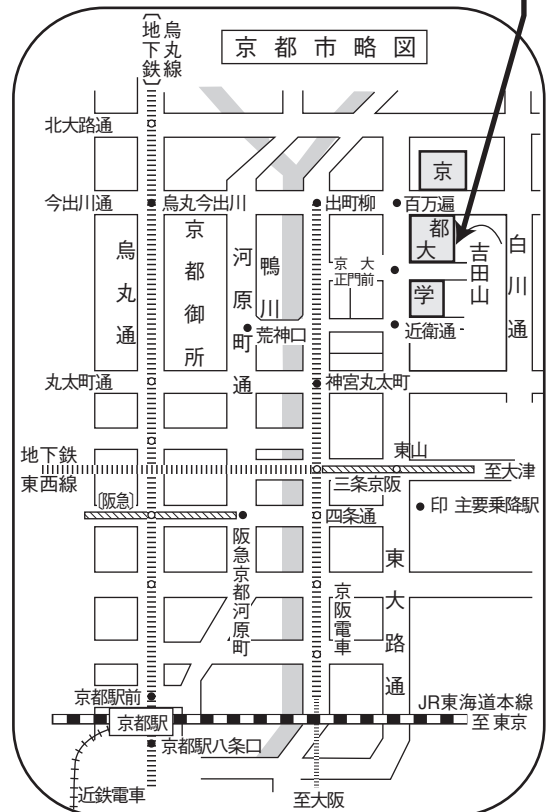 京都市略図
地下鉄
烏丸線
北大路通
今出川通
烏丸今出川
出町柳
百万遍
京
都
大
学
烏丸通
京都御所
河原町通
鴨川
荒神口
京大
正門前
吉田山
白川通
近衛通
丸太町通
神宮丸太町
地下鉄
東西線
東山
至大津
三条京阪
〔阪急〕
四条通
●印 主要乗降駅
阪急京都河原町
京阪電車
東大路通
京都駅前
JR東海道本線
至東京
京都駅
京都駅八条口
近鉄電車
至大阪